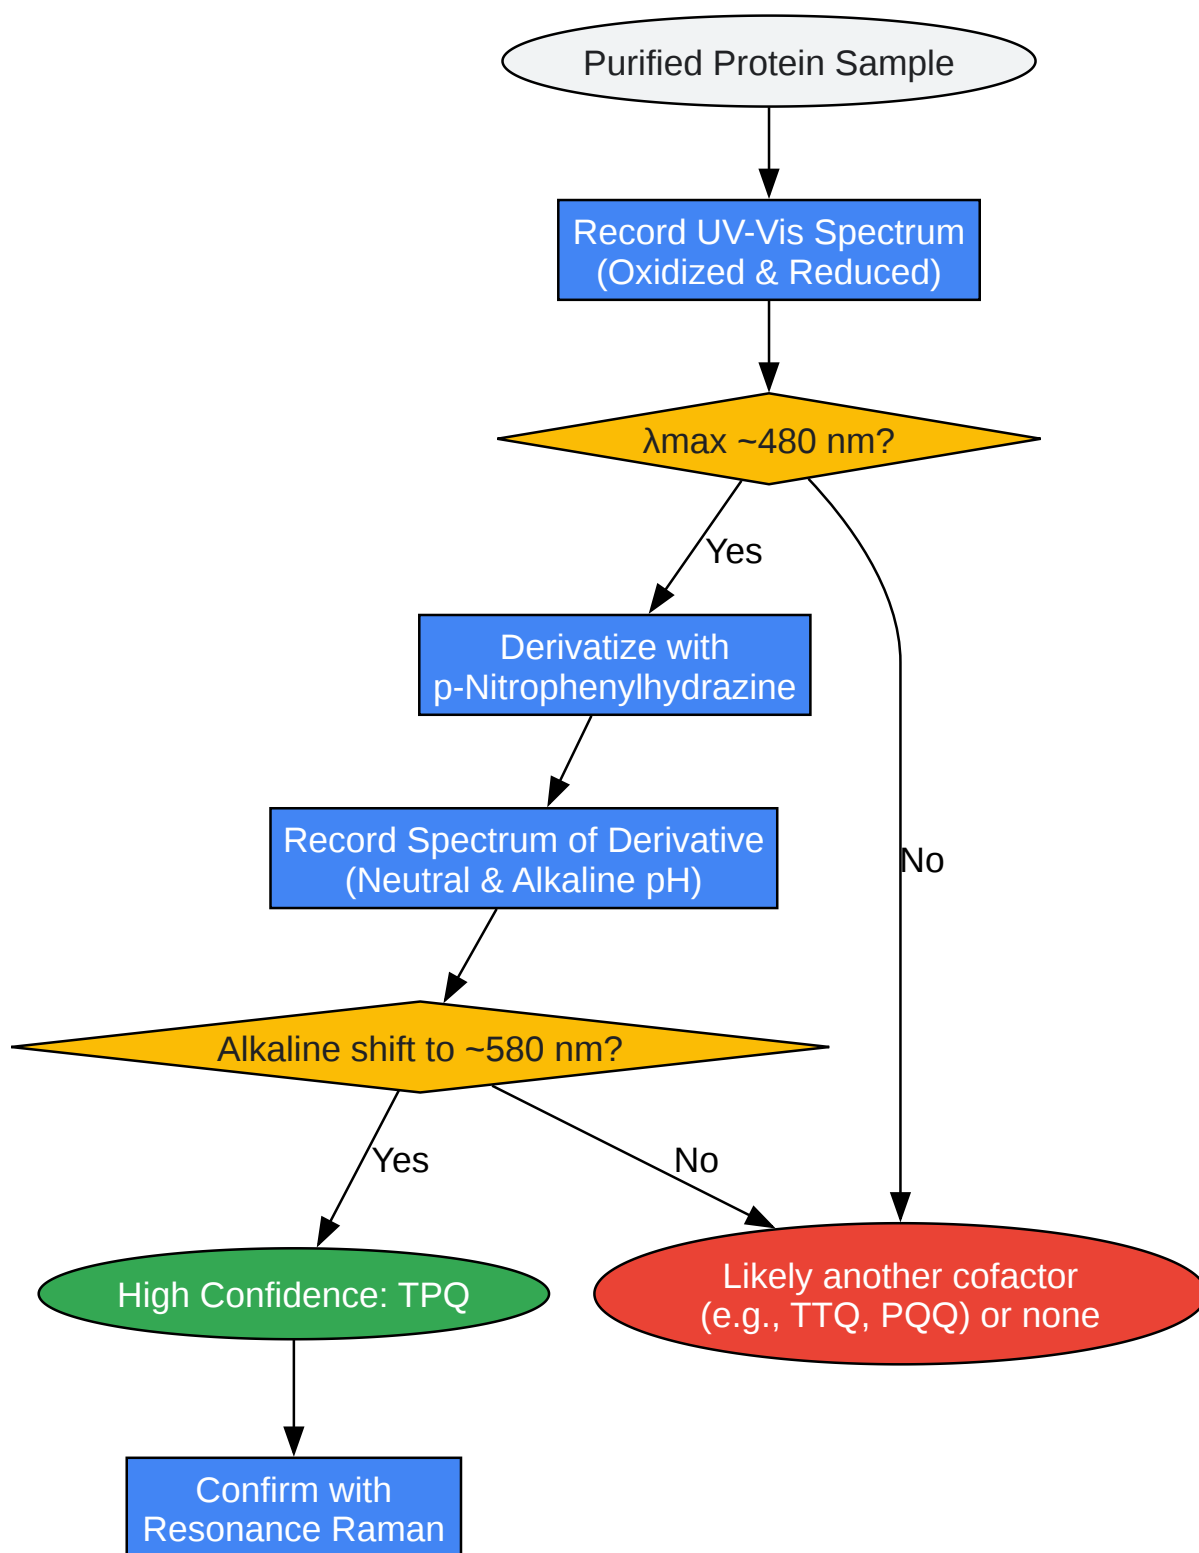 Purified Protein Sample
Record UV-Vis Spectrum
(Oxidized & Reduced)
λmax ~480 nm?
Yes
Derivatize with
p-Nitrophenylhydrazine
Record Spectrum of Derivative
(Neutral & Alkaline pH)
No
Alkaline shift to ~580 nm?
Yes
No
High Confidence: TPQ
Likely another cofactor
(e.g., TTQ, PQQ) or none
Confirm with
Resonance Raman